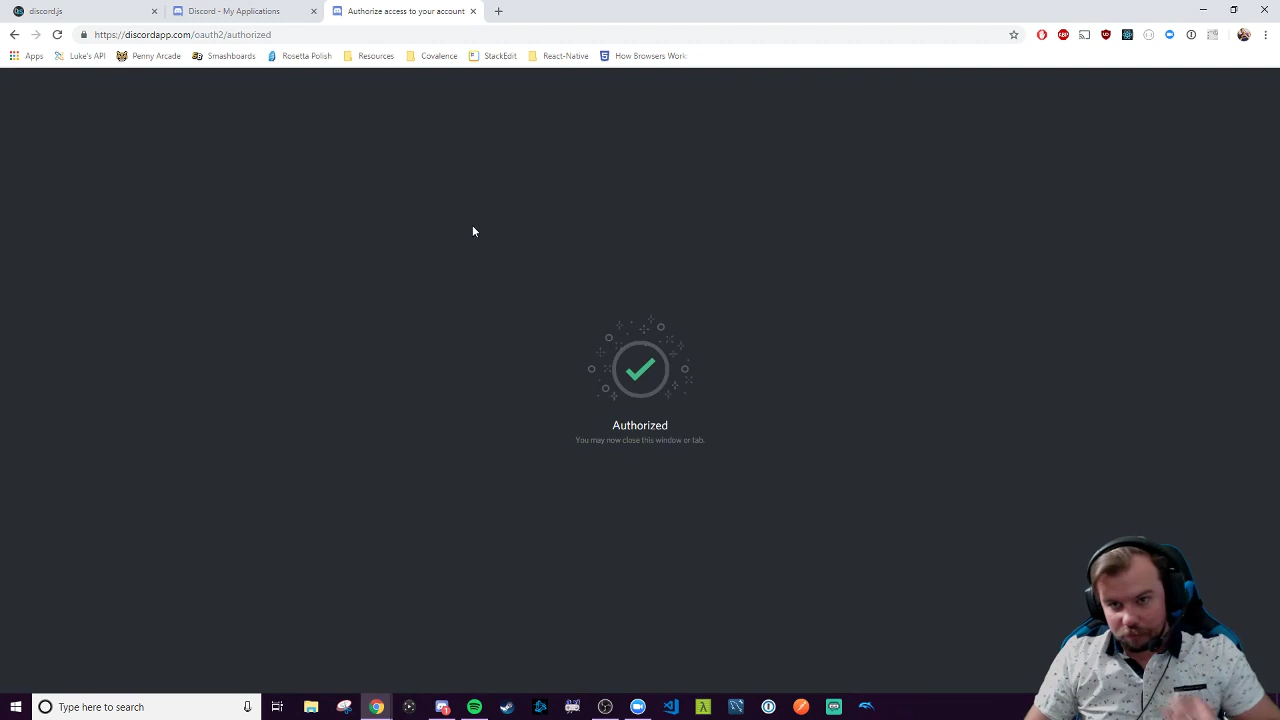 discord.js
Discord - My Applications
Authorize access to your account
https://discordapp.com/oauth2/authorized
Apps
Luke's API
Penny Arcade
Smashboards
Rosetta Polish
Resources
Covalence
StackEdit
React-Native
How Browsers Work
Authorized
You may now close this window or tab.
Type here to search